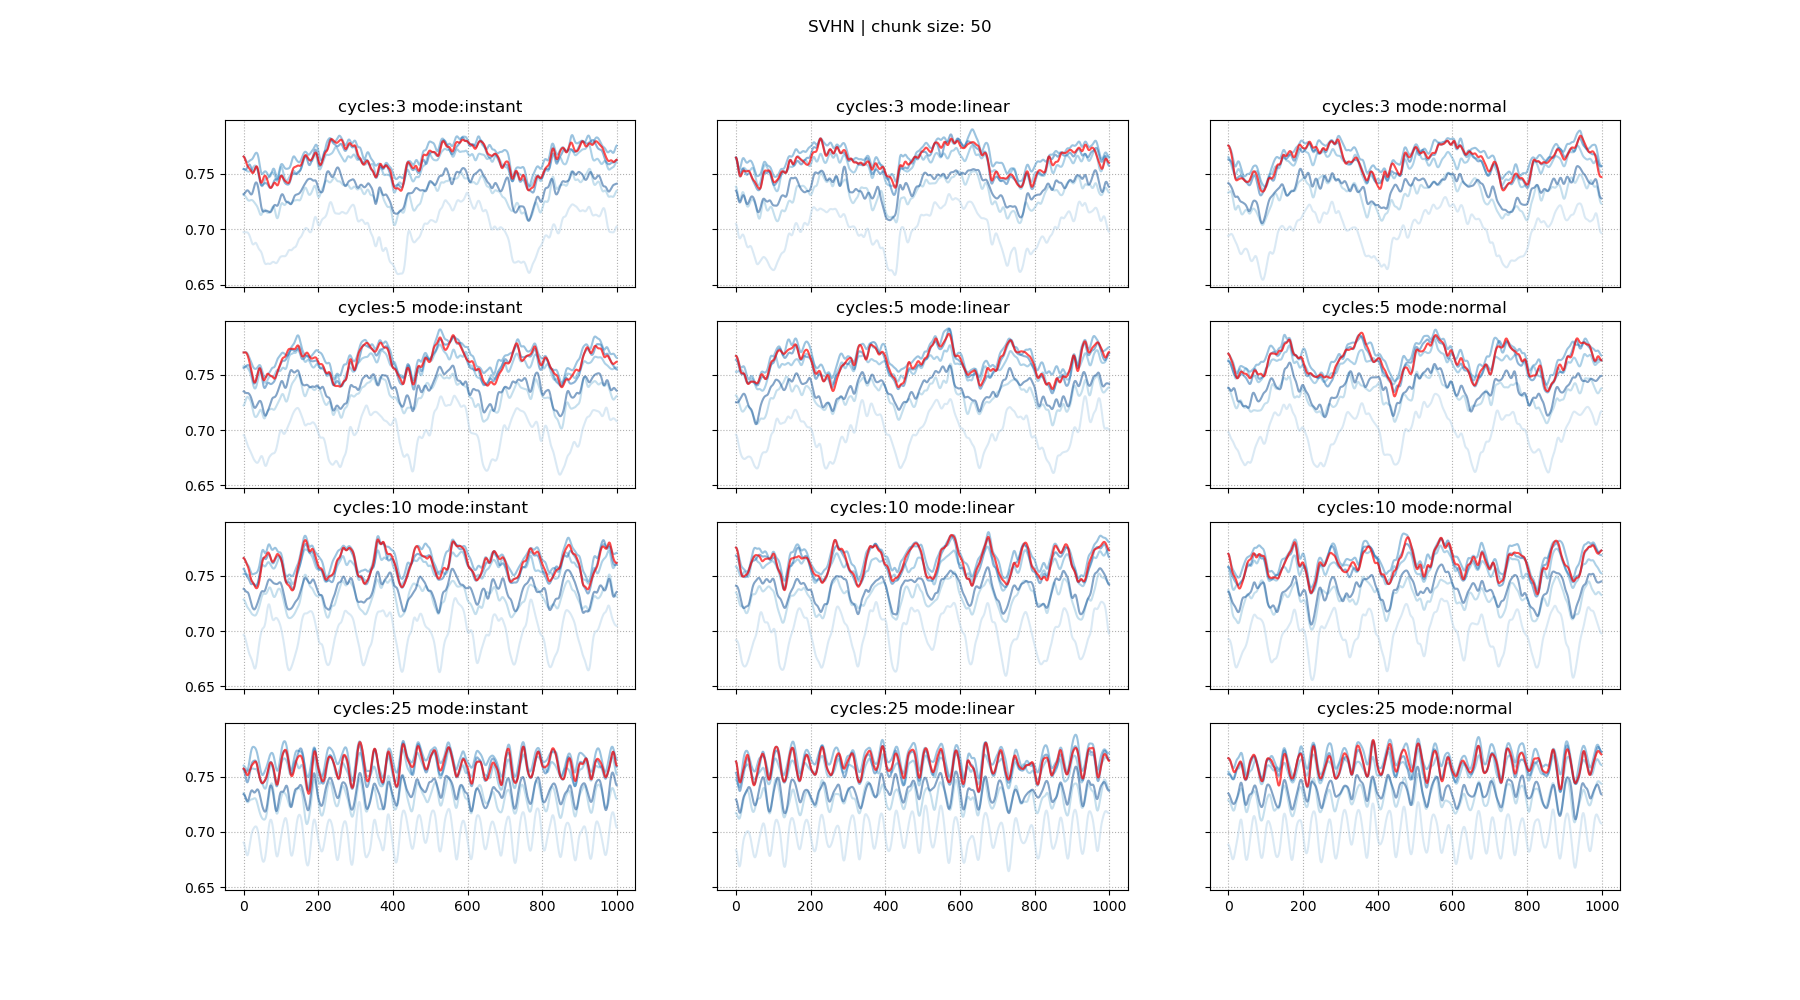 SVHN | chunk size: 50
cycles:3 mode:instant
cycles:3 mode:linear
cycles:3 mode:normal
0.75
0.70
0.65
cycles:5 mode:instant
cycles:5 mode:linear
cycles:5 mode:normal
0.75
0.70
0.65
cycles:10 mode:instant
cycles:10 mode:linear
cycles:10 mode:normal
0.75
0.70
0.65
cycles:25 mode:instant
cycles:25 mode:linear
cycles:25 mode:normal
0.75
0.70
0.65
0 200 400 600 800 1000
0 200 400 600 800 1000
0 200 400 600 800 1000